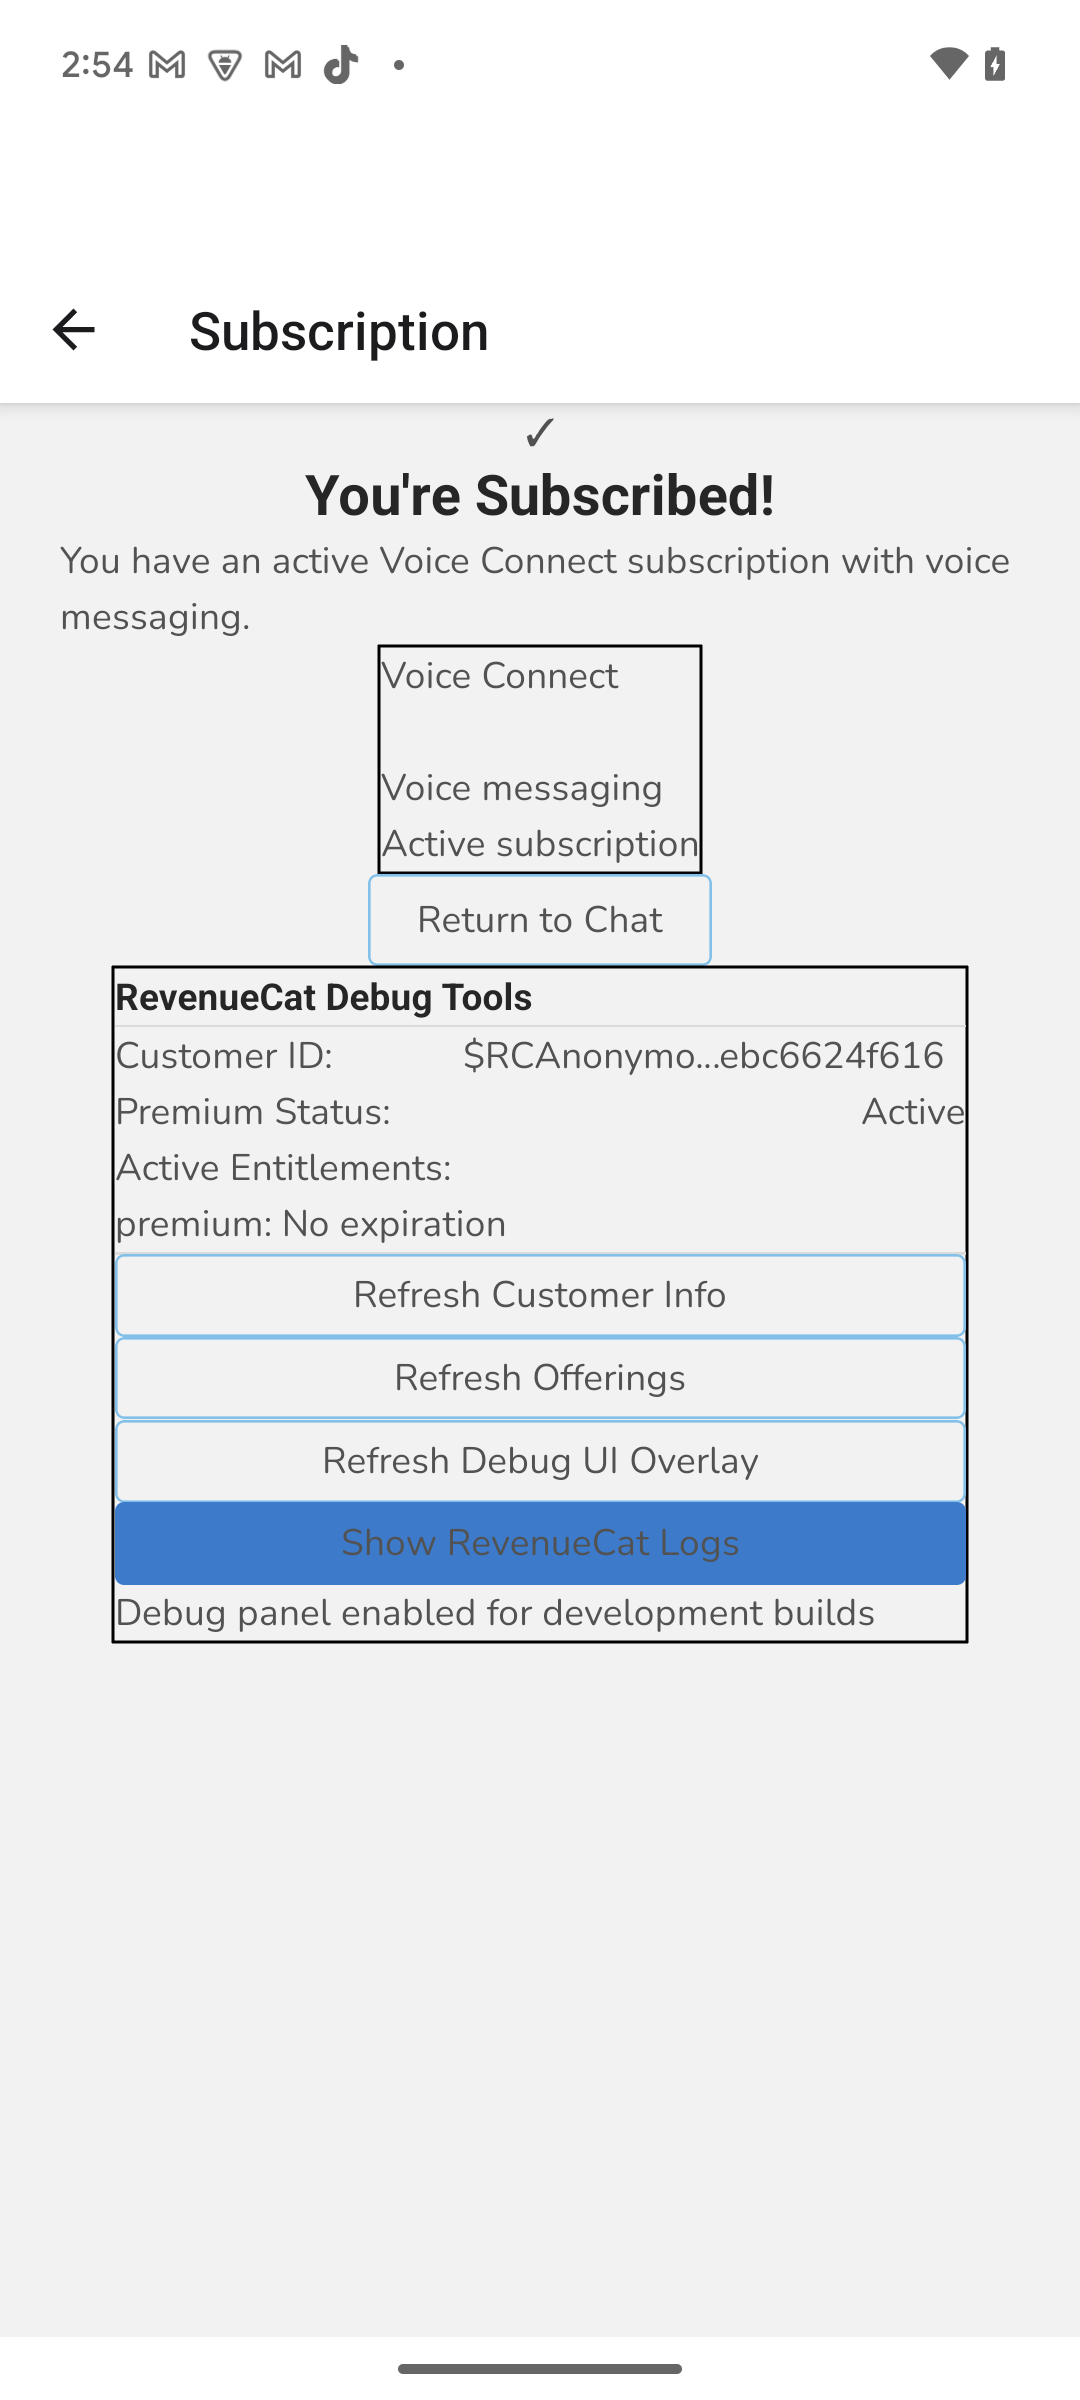 2:54
Subscription
✓
You're Subscribed!
You have an active Voice Connect subscription with voice
messaging.
Voice Connect
Voice messaging
Active subscription
Return to Chat
RevenueCat Debug Tools
Customer ID: $RCAnonymo...ebc6624f616
Premium Status: Active
Active Entitlements:
premium: No expiration
Refresh Customer Info
Refresh Offerings
Refresh Debug UI Overlay
Show RevenueCat Logs
Debug panel enabled for development builds